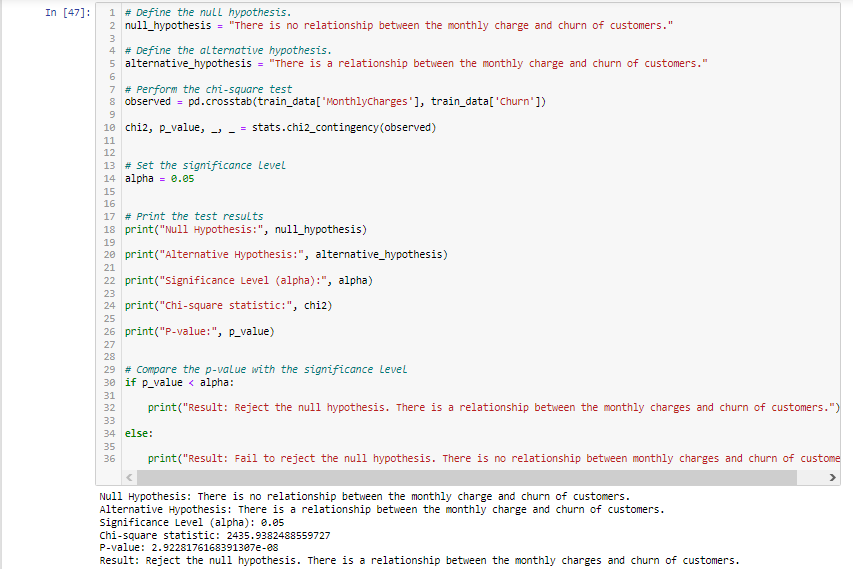 In [47]:
1 # Define the null hypothesis.
2 null_hypothesis = "There is no relationship between the monthly charge and churn of customers."
3
4 # Define the alternative hypothesis.
5 alternative_hypothesis = "There is a relationship between the monthly charge and churn of customers."
6
7 # Perform the chi-square test
8 observed = pd.crosstab(train_data['MonthlyCharges'], train_data['Churn'])
9
10 chi2, p_value, _, _ = stats.chi2_contingency(observed)
11
12
13 # Set the significance level
14 alpha = 0.05
15
16
17 # Print the test results
18 print("Null Hypothesis:", null_hypothesis)
19
20 print("Alternative Hypothesis:", alternative_hypothesis)
21
22 print("Significance Level (alpha):", alpha)
23
24 print("Chi-square statistic:", chi2)
25
26 print("P-value:", p_value)
27
28
29 # Compare the p-value with the significance level
30 if p_value < alpha:
31
32     print("Result: Reject the null hypothesis. There is a relationship between the monthly charges and churn of customers.")
33
34 else:
35
36     print("Result: Fail to reject the null hypothesis. There is no relationship between monthly charges and churn of custome
Null Hypothesis: There is no relationship between the monthly charge and churn of customers.
Alternative Hypothesis: There is a relationship between the monthly charge and churn of customers.
Significance Level (alpha): 0.05
Chi-square statistic: 2435.9382488559727
P-value: 2.9228176168391307e-08
Result: Reject the null hypothesis. There is a relationship between the monthly charges and churn of customers.